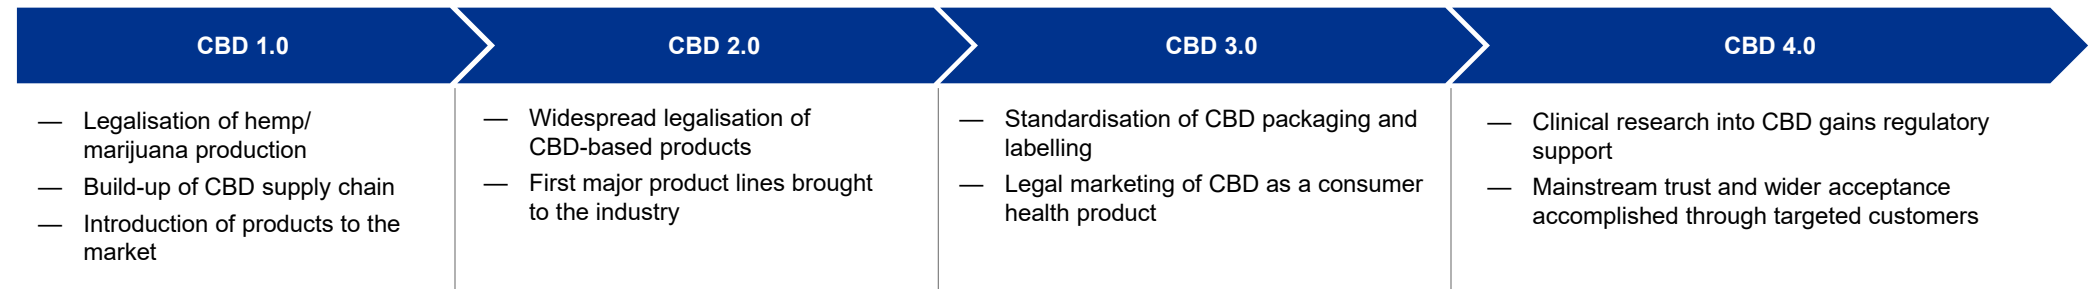 CBD 1.0
— Legalisation of hemp/
marijuana production
— Build-up of CBD supply chain
— Introduction of products to the
market
CBD 2.0
— Widespread legalisation of
CBD-based products
— First major product lines brought
to the industry
CBD 3.0
— Standardisation of CBD packaging and
labelling
— Legal marketing of CBD as a consumer
health product
CBD 4.0
— Clinical research into CBD gains regulatory
support
— Mainstream trust and wider acceptance
accomplished through targeted customers